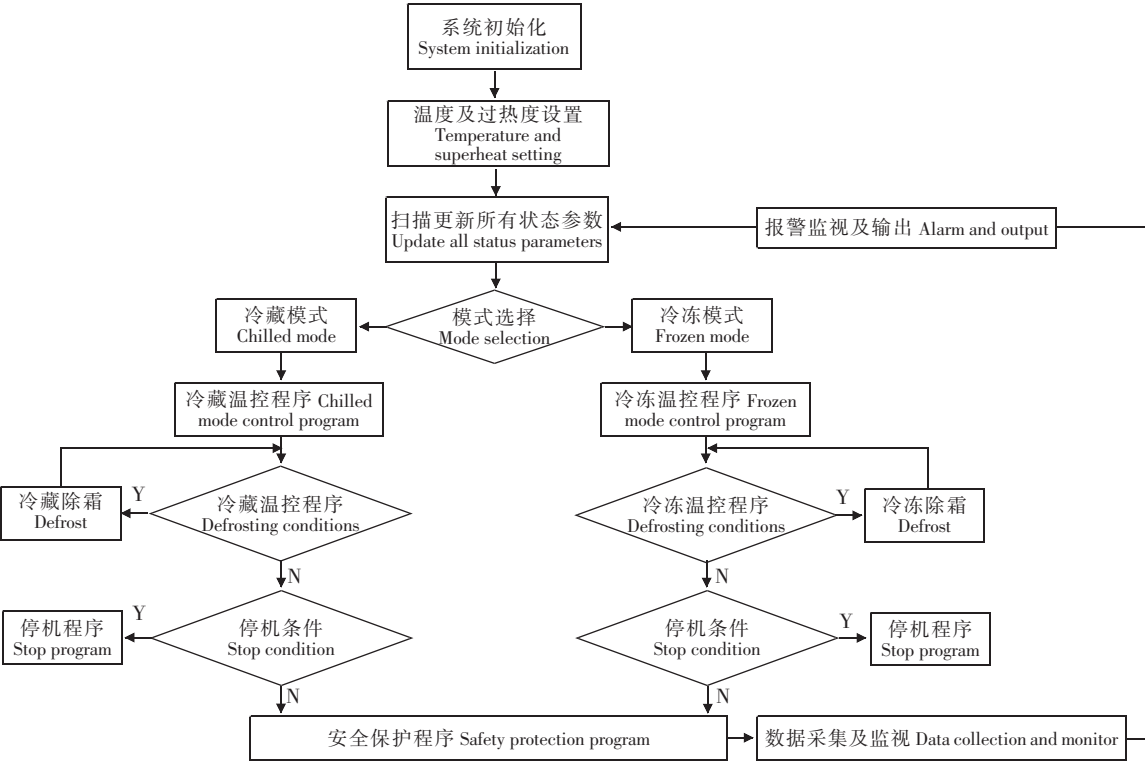 系统初始化
System initialization
温度及过热度设置
Temperature and
superheat setting
扫描更新所有状态参数
Update all status parameters
报警监视及输出 Alarm and output
冷藏模式
Chilled mode
模式选择
Mode selection
冷冻模式
Frozen mode
冷藏温控程序 Chilled
mode control program
冷冻温控程序 Frozen
mode control program
冷藏除霜
Defrost
Y
冷藏温控程序
Defrosting conditions
冷冻温控程序
Defrosting conditions
Y
冷冻除霜
Defrost
N
N
停机程序
Stop program
Y
停机条件
Stop condition
停机条件
Stop condition
Y
停机程序
Stop program
N
N
安全保护程序 Safety protection program
数据采集及监视 Data collection and monitor